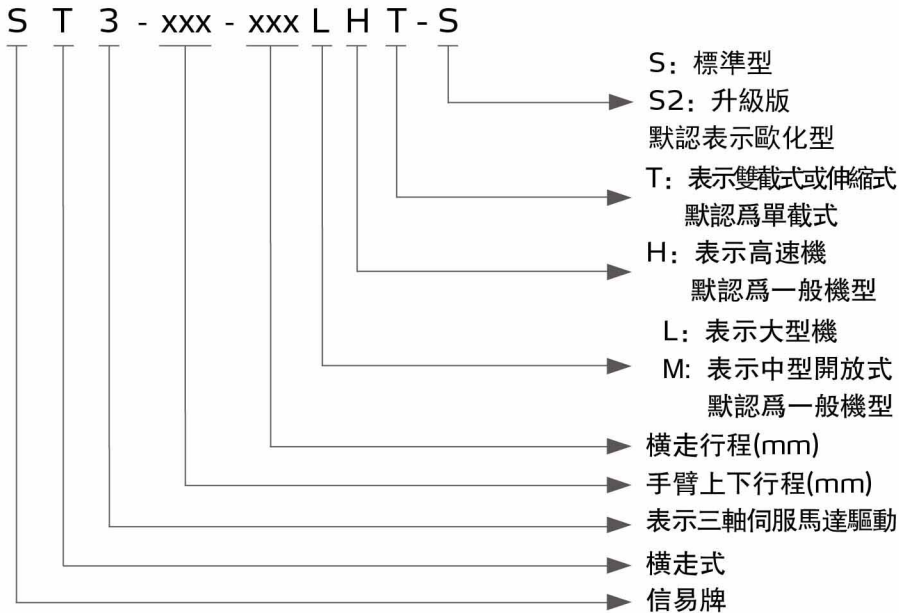 S T 3 - xxx - xxx L H T - S
S：標準型
S2：升級版
默認表示歐化型
T：表示雙截式或伸縮式
默認爲單截式
H：表示高速機
默認爲一般機型
L：表示大型機
M: 表示中型開放式
默認爲一般機型
橫走行程(mm)
手臂上下行程(mm)
表示三軸伺服馬達驅動
橫走式
信易牌